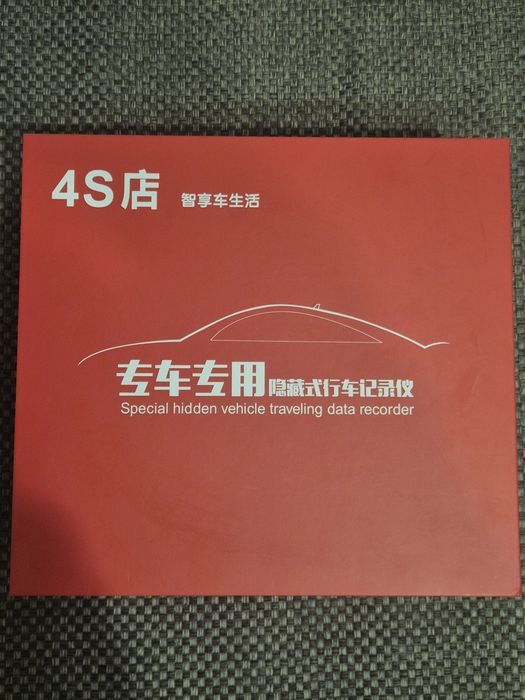 4S店 智享车生活
专车专用隐藏式行车记录仪
Special hidden vehicle traveling data recorder